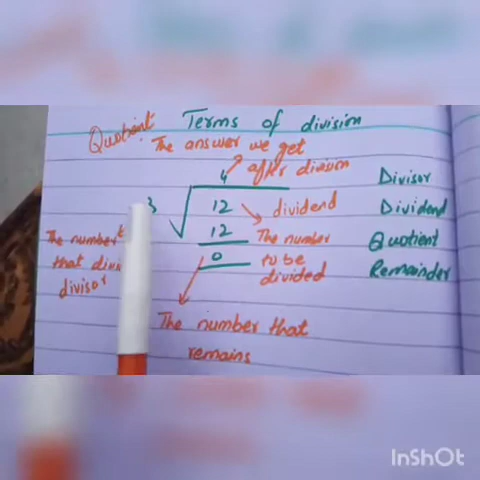 Terms of division
Quotient
The answer we get
after division
4
3
12
dividend
12
The number
to be
divided
0
The number
that divi
divisor
The number that
remains
Divisor
Dividend
Quotient
Remainder
InShOt